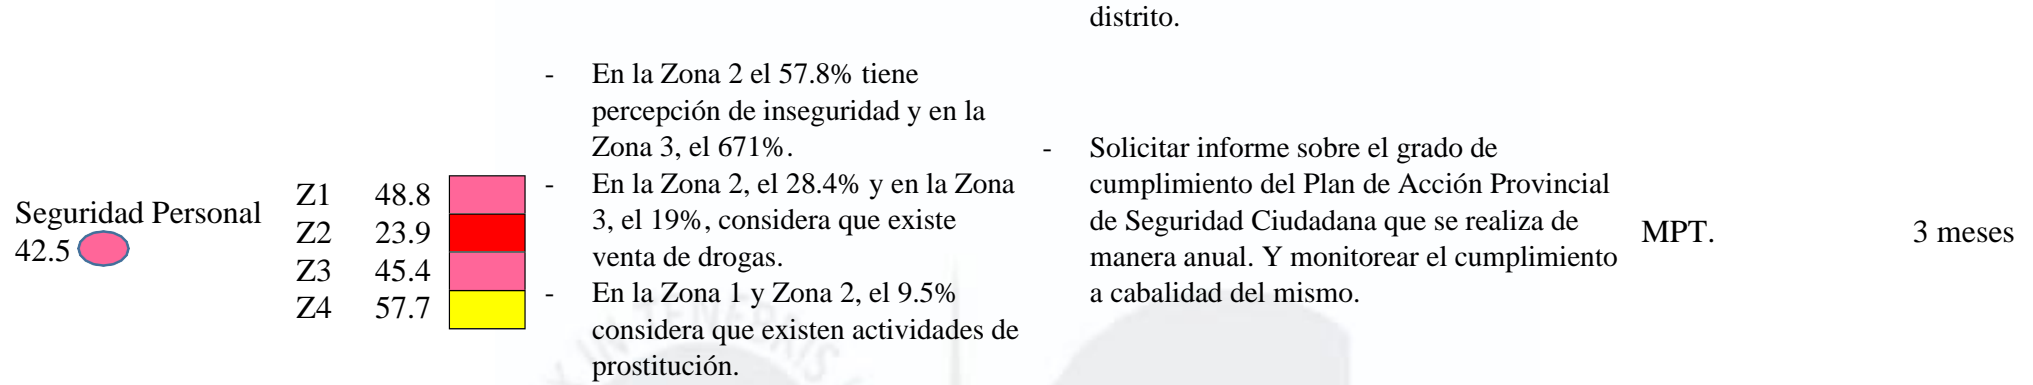 distrito.
- En la Zona 2 el 57.8% tiene
percepción de inseguridad y en la
Zona 3, el 671%.
- En la Zona 2, el 28.4% y en la Zona
3, el 19%, considera que existe
venta de drogas.
- En la Zona 1 y Zona 2, el 9.5%
considera que existen actividades de
prostitución.
Seguridad Personal
42.5
Z1 48.8
Z2 23.9
Z3 45.4
Z4 57.7
- Solicitar informe sobre el grado de
cumplimiento del Plan de Acción Provincial
de Seguridad Ciudadana que se realiza de
manera anual. Y monitorear el cumplimiento
a cabalidad del mismo.
MPT.
3 meses
TENEBRIS